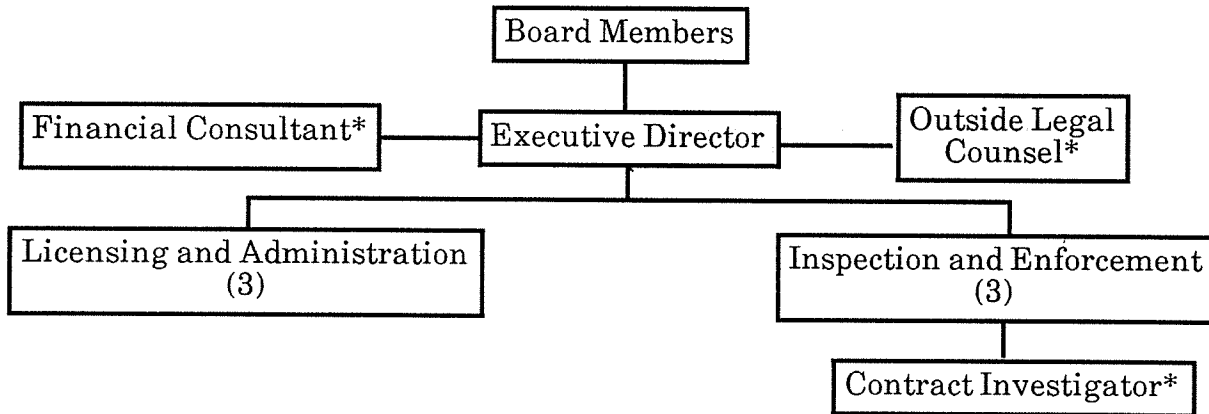 Board Members
Financial Consultant*
Executive Director
Outside Legal
Counsel*
Licensing and Administration
(3)
Inspection and Enforcement
(3)
Contract Investigator*